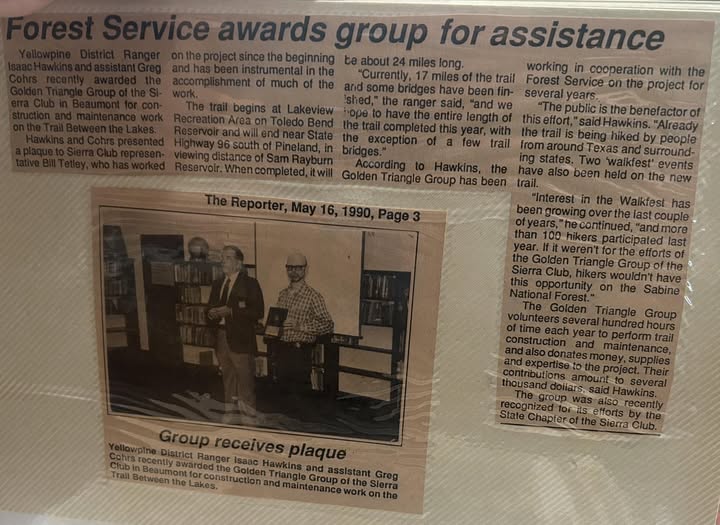 Forest Service awards group for assistance
Yellowpine District Ranger
Isaac Hawkins and assistant Greg
Cohrs recently awarded the
Golden Triangle Group of the Si-
erra Club in Beaumont for con-
struction and maintenance work
on the Trail Between the Lakes.
Hawkins and Cohrs presented
a plaque to Sierra Club represen-
tative Bill Tetley, who has worked
on the project since the beginning
and has been instrumental in the
accomplishment of much of the
work.
The trail begins at Lakeview
Recreation Area on Toledo Bend
Reservoir and will end near State
Highway 96 south of Pineland, in
viewing distance of Sam Rayburn
Reservoir. When completed, it will
be about 24 miles long.
"Currently, 17 miles of the trail
and some bridges have been fin-
ished," the ranger said, "and we
hope to have the entire length of
the trail completed this year, with
the exception of a few trail
bridges."
According to Hawkins, the
Golden Triangle Group has been
working in cooperation with the
Forest Service on the project for
several years.
"The public is the benefactor of
this effort," said Hawkins. "Already
the trail is being hiked by people
from around Texas and surround-
ing states. Two 'walkfest' events
have also been held on the new
trail.
"Interest in the Walkfest has
been growing over the last couple
of years," he continued, "and more
than 100 hikers participated last
year. If it weren't for the efforts of
the Golden Triangle Group of the
Sierra Club, hikers wouldn't have
this opportunity on the Sabine
National Forest."
The Golden Triangle Group
volunteers several hundred hours
of time each year to perform trail
construction and maintenance,
and also donates money, supplies
and expertise to the project. Their
contributions amount to several
thousand dollars, said Hawkins.
The group was also recently
recognized for its efforts by the
State Chapter of the Sierra Club.
The Reporter, May 16, 1990, Page 3
Group receives plaque
Yellowpine District Ranger Isaac Hawkins and assistant Greg
Cohrs recently awarded the Golden Triangle Group of the Sierra
Club in Beaumont for construction and maintenance work on the
Trail Between the Lakes.